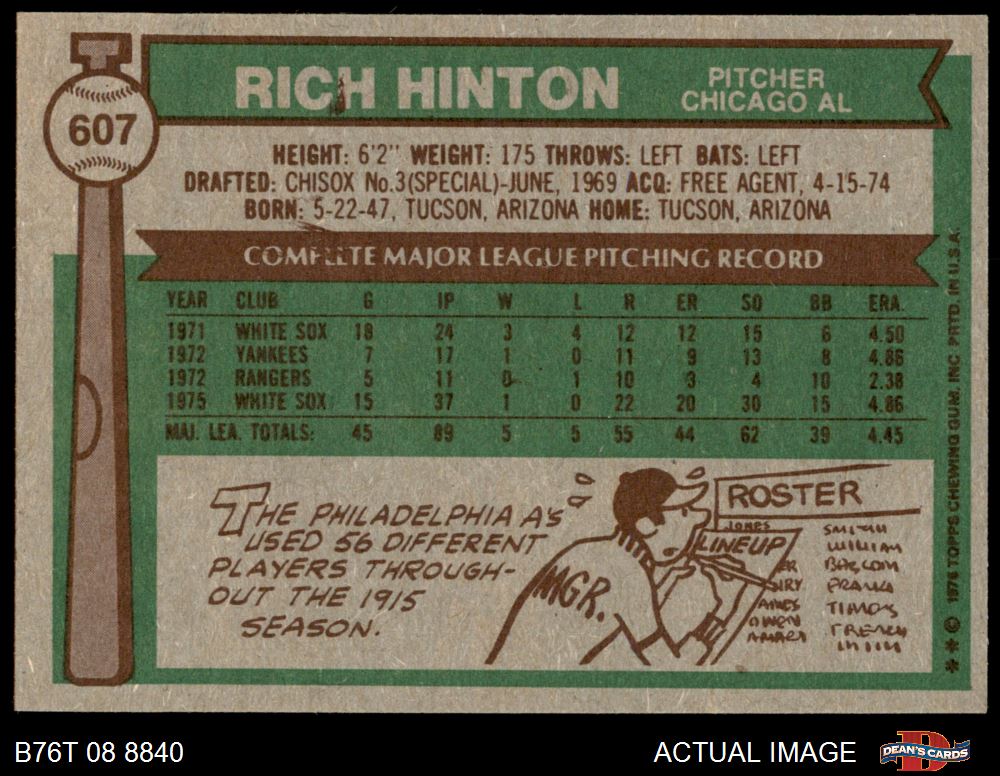 607
RICH HINTON
PITCHER
CHICAGO AL
HEIGHT: 6'2" WEIGHT: 175 THROWS: LEFT BATS: LEFT
DRAFTED: CHISOX No.3(SPECIAL)-JUNE, 1969 ACQ: FREE AGENT, 4-15-74
BORN: 5-22-47, TUCSON, ARIZONA HOME: TUCSON, ARIZONA
COMPLETE MAJOR LEAGUE PITCHING RECORD
YEAR CLUB G IP W L R ER SO BB ERA.
1971 WHITE SOX 18 24 3 4 12 12 15 6 4.50
1972 YANKEES 7 17 1 0 11 9 13 8 4.86
1972 RANGERS 5 11 0 1 10 3 4 10 2.38
1975 WHITE SOX 15 37 1 0 22 20 30 15 4.86
MAJ. LEA. TOTALS: 45 89 5 5 55 44 62 39 4.45
THE PHILADELPHIA A'S
USED 56 DIFFERENT
PLAYERS THROUGH-
OUT THE 1915
SEASON.
MGR.
ROSTER
JONES
LINEUP
SMITH
WILLIAM
FRANKS
OWEN
* * © 1976 TOPPS CHEWING GUM, INC. PRTD. IN U.S.A.
B76T 08 8840
ACTUAL IMAGE
D
DEAN'S CARDS